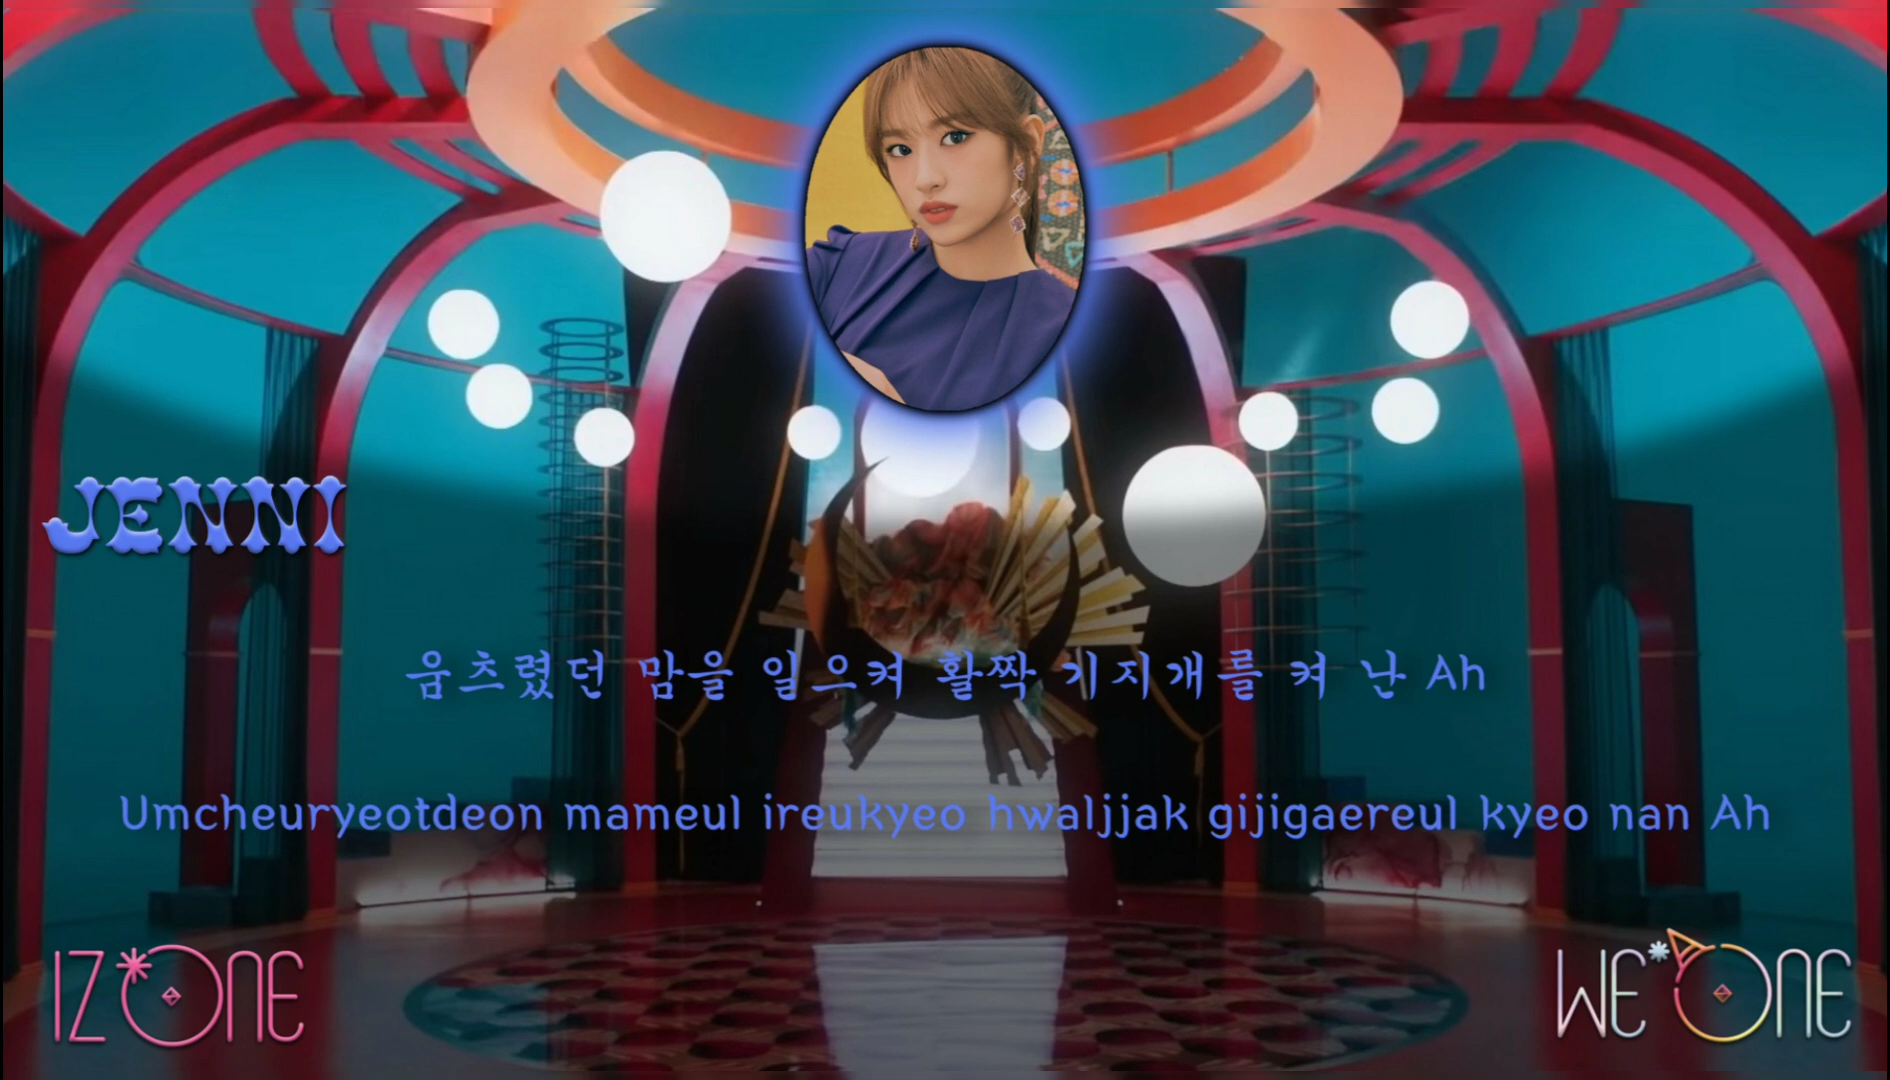 JENNI
움츠렸던 맘을 일으켜 활짝 기지개를 켜 난 Ah
Umcheuryeotdeon mameul ireukyeo hwaljjak gijigaereul kyeo nan Ah
IZ*ONE
WE*ONE